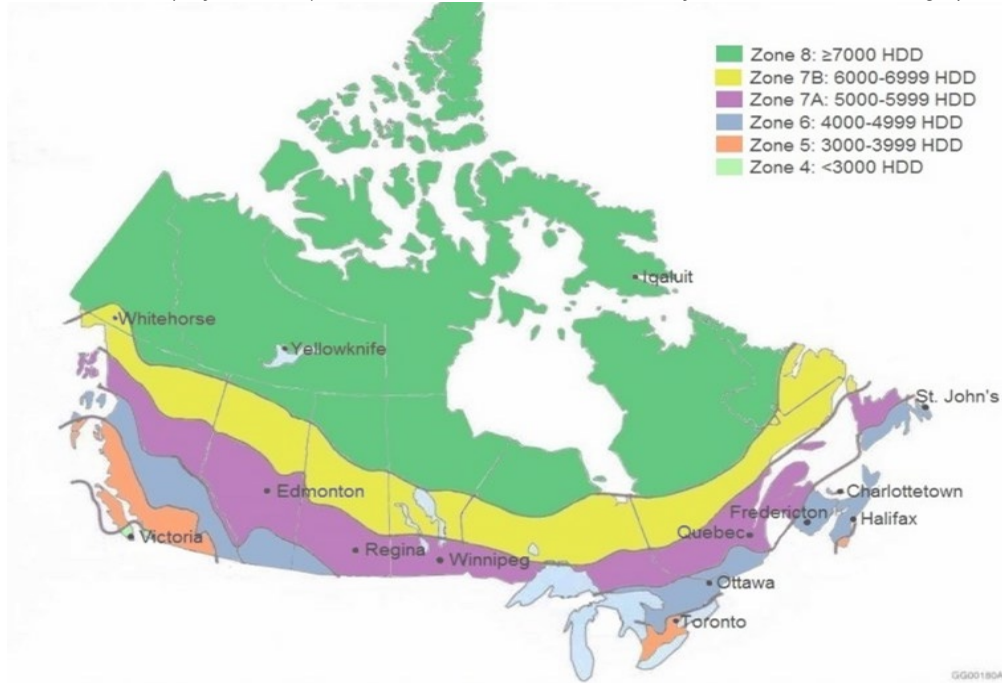 Zone 8: ≥7000 HDD
Zone 7B: 6000-6999 HDD
Zone 7A: 5000-5999 HDD
Zone 6: 4000-4999 HDD
Zone 5: 3000-3999 HDD
Zone 4: <3000 HDD
Iqaluit
Whitehorse
Yellowknife
St. John's
Edmonton
Charlottetown
Fredericton
Halifax
Quebec
Victoria
Regina
Winnipeg
Ottawa
Toronto